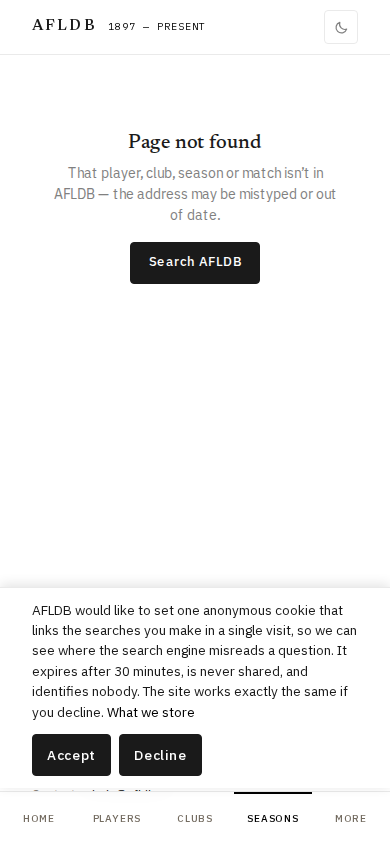 AFLDB 1897 — PRESENT
Page not found
That player, club, season or match isn't in
AFLDB — the address may be mistyped or out
of date.
Search AFLDB
AFLDB would like to set one anonymous cookie that
links the searches you make in a single visit, so we can
see where the search engine misreads a question. It
expires after 30 minutes, is never shared, and
identifies nobody. The site works exactly the same if
you decline. What we store
Accept Decline
HOME PLAYERS CLUBS SEASONS MORE